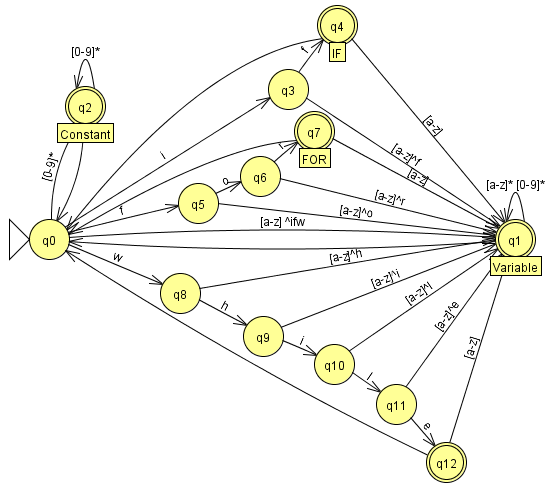 q4
IF
[0-9]*
f
q3
[a-z]
q2
Constant
i
q7
FOR
[a-z]^f
[a-z]
r
[0-9]*
q6
o
[a-z]^r
[a-z]* [0-9]*
f
q5
[a-z]^o
[a-z] ^ifw
q0
q1
Variable
w
[a-z]^h
q8
[a-z]^i
h
[a-z]^l
q9
i
[a-z]^e
q10
l
[a-z]
q11
e
q12